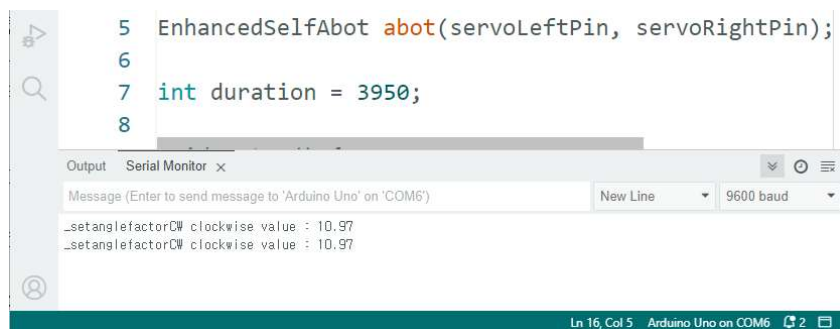 5 EnhancedSelfAbot abot(servoLeftPin, servoRightPin);
6
7 int duration = 3950;
8
Output Serial Monitor ×
Message (Enter to send message to 'Arduino Uno' on 'COM6') New Line 9600 baud
_setanglefactorCW clockwise value : 10.97
_setanglefactorCW clockwise value : 10.97
Ln 16, Col 5 Arduino Uno on COM6 2